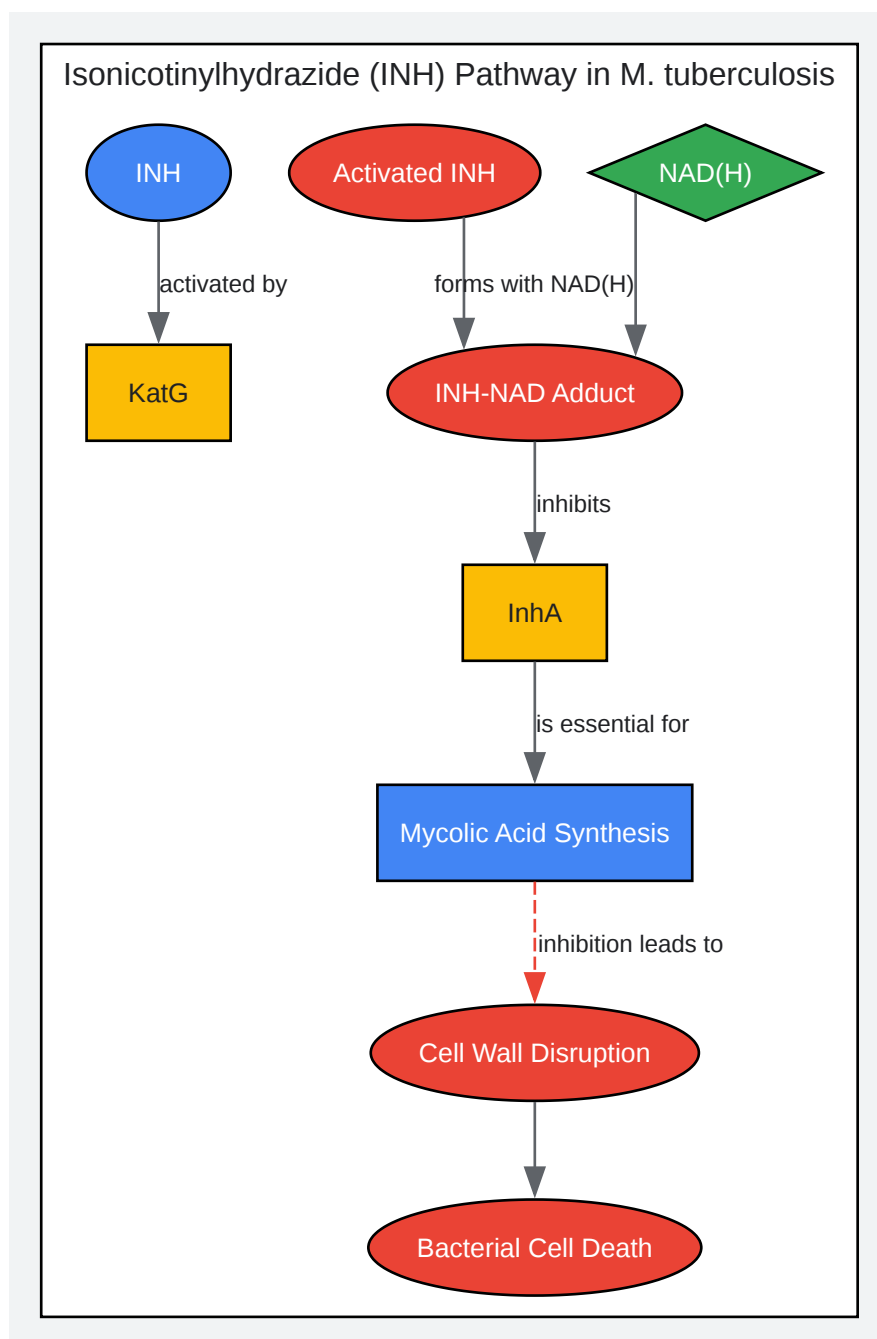 Isonicotinylhydrazide (INH) Pathway in M. tuberculosis
INH
Activated INH
NAD(H)
activated by
forms with NAD(H)
KatG
INH-NAD Adduct
inhibits
InhA
is essential for
Mycolic Acid Synthesis
inhibition leads to
Cell Wall Disruption
Bacterial Cell Death